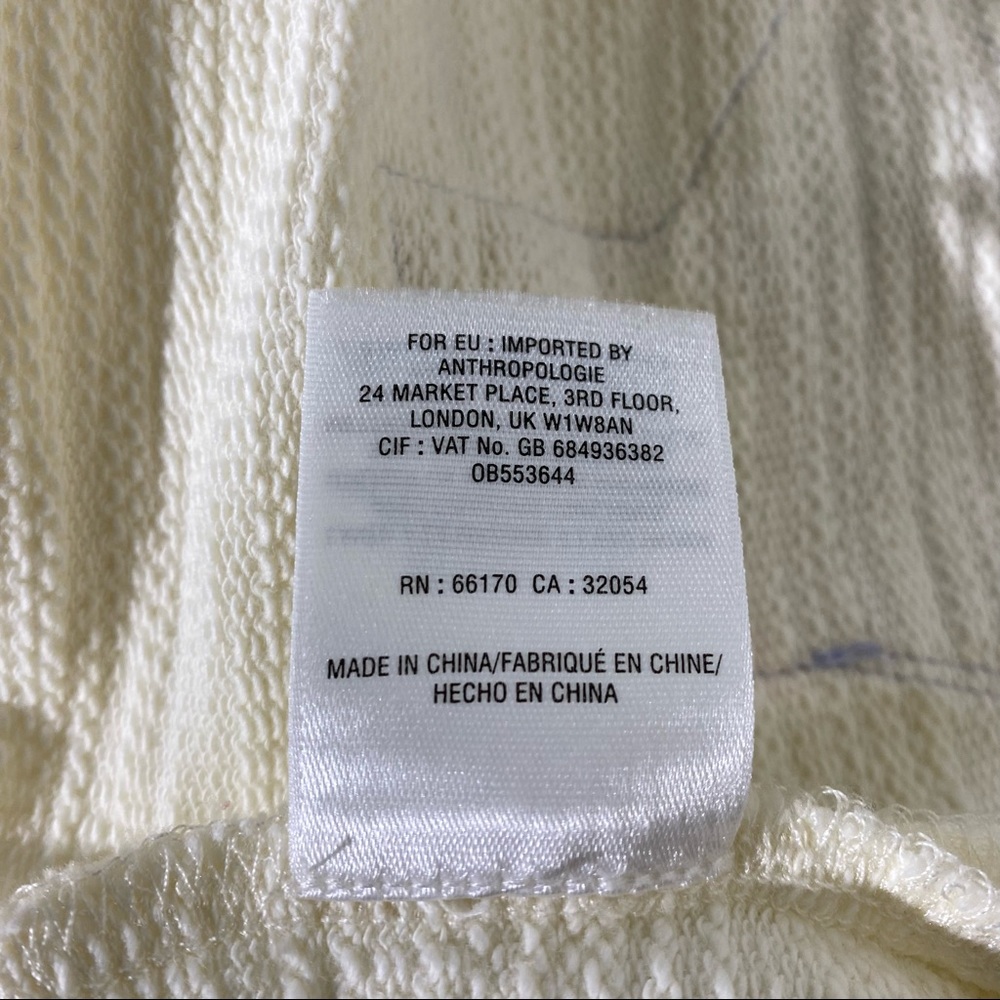 FOR EU : IMPORTED BY
ANTHROPOLOGIE
24 MARKET PLACE, 3RD FLOOR,
LONDON, UK W1W8AN
CIF : VAT No. GB 684936382
OB553644
RN : 66170 CA : 32054
MADE IN CHINA/FABRIQUÉ EN CHINE/
HECHO EN CHINA